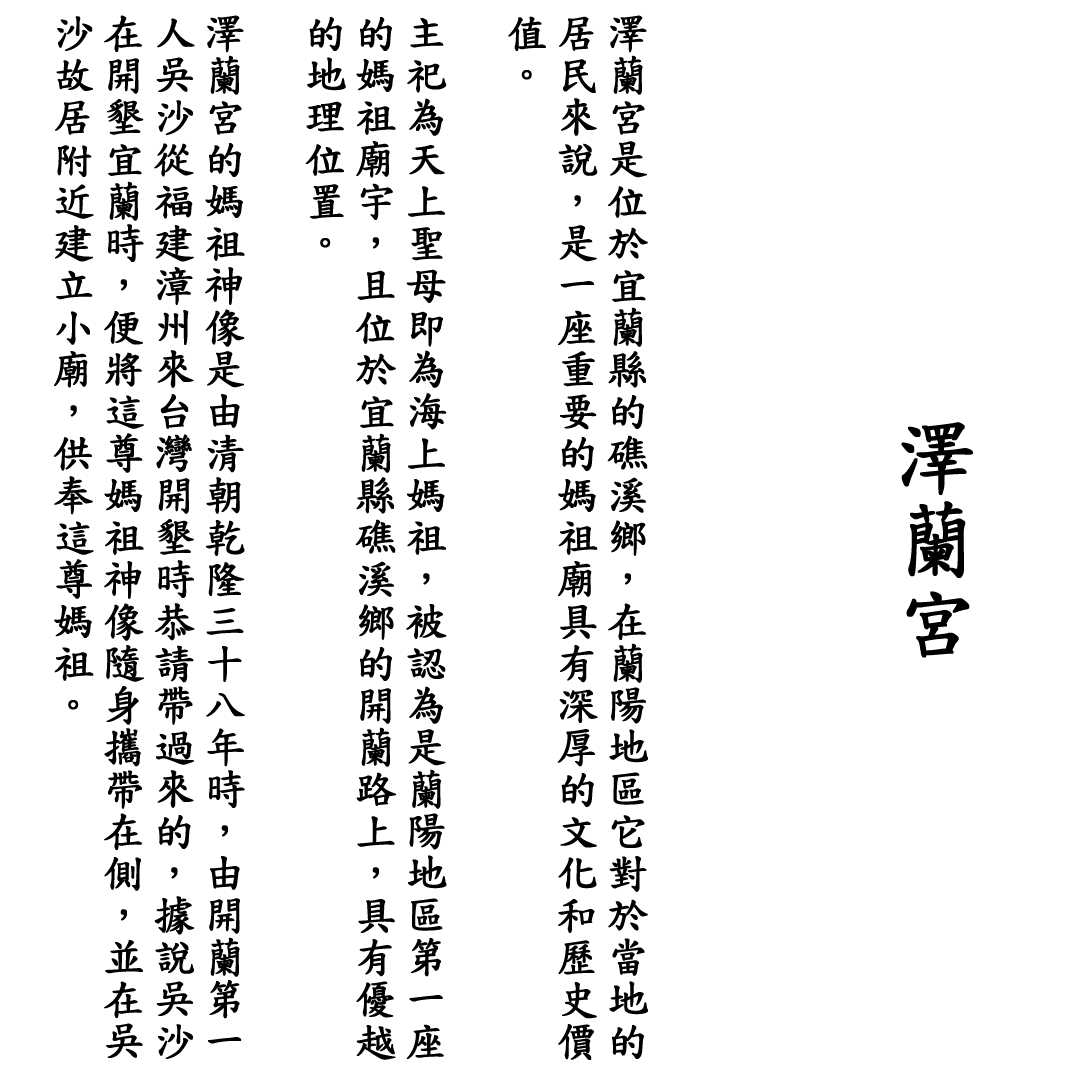 澤蘭宮
澤蘭宮是位於宜蘭縣的礁溪鄉，在蘭陽地區它對於當地的
居民來說，是一座重要的媽祖廟具有深厚的文化和歷史價
值。
主祀為天上聖母即為海上媽祖，被認為是蘭陽地區第一座
的媽祖廟宇，且位於宜蘭縣礁溪鄉的開蘭路上，具有優越
的地理位置。
澤蘭宮的媽祖神像是由清朝乾隆三十八年時，由開蘭第一
人吳沙從福建漳州來台灣開墾時恭請帶過來的，據說吳沙
在開墾宜蘭時，便將這尊媽祖神像隨身攜帶在側，並在吳
沙故居附近建立小廟，供奉這尊媽祖。